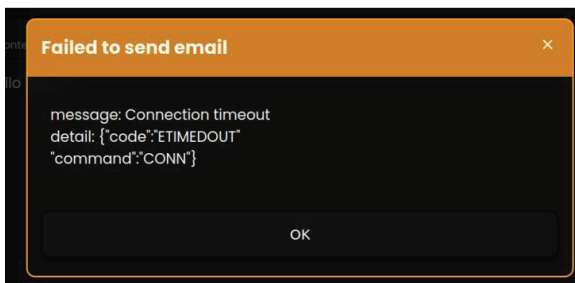 Failed to send email
×
message: Connection timeout
detail: {"code":"ETIMEDOUT"
"command":"CONN"}
OK